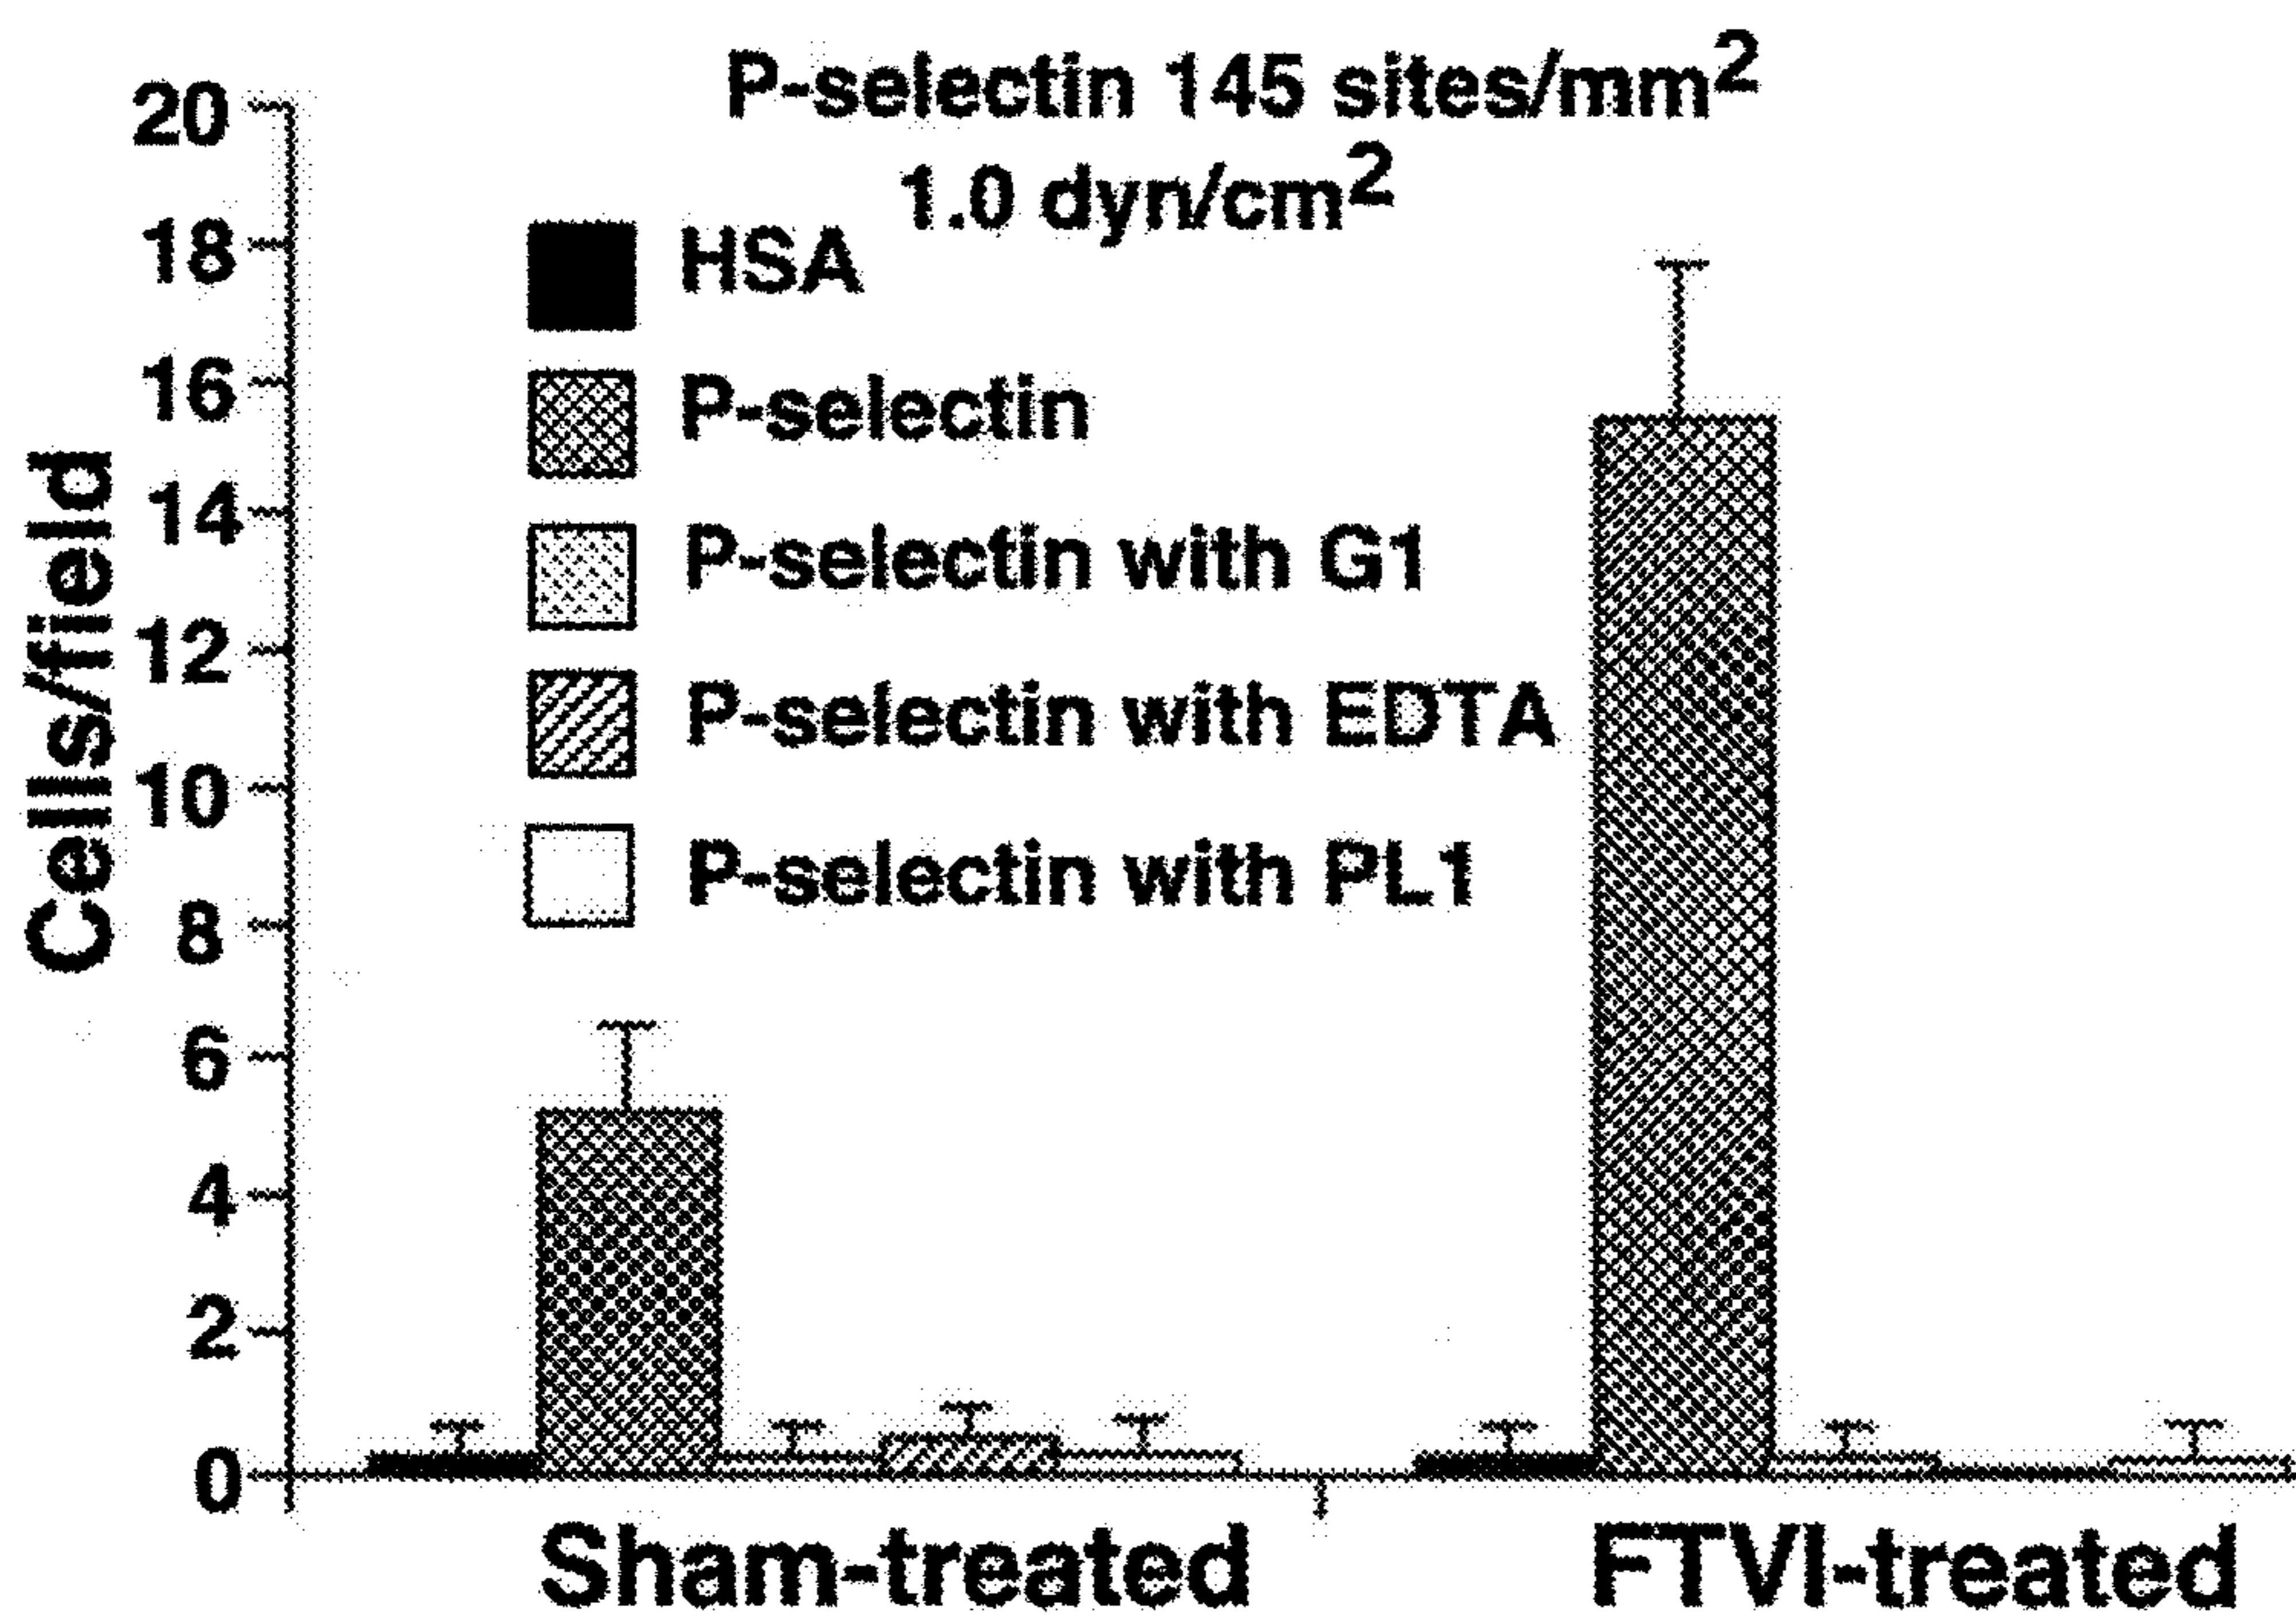 P-selectin 145 sites/mm²
1.0 dyn/cm²
HSA
P-selectin
P-selectin with G1
P-selectin with EDTA
P-selectin with PL1
Cells/field
20
18
16
14
12
10
8
6
4
2
0
Sham-treated
FTVI-treated